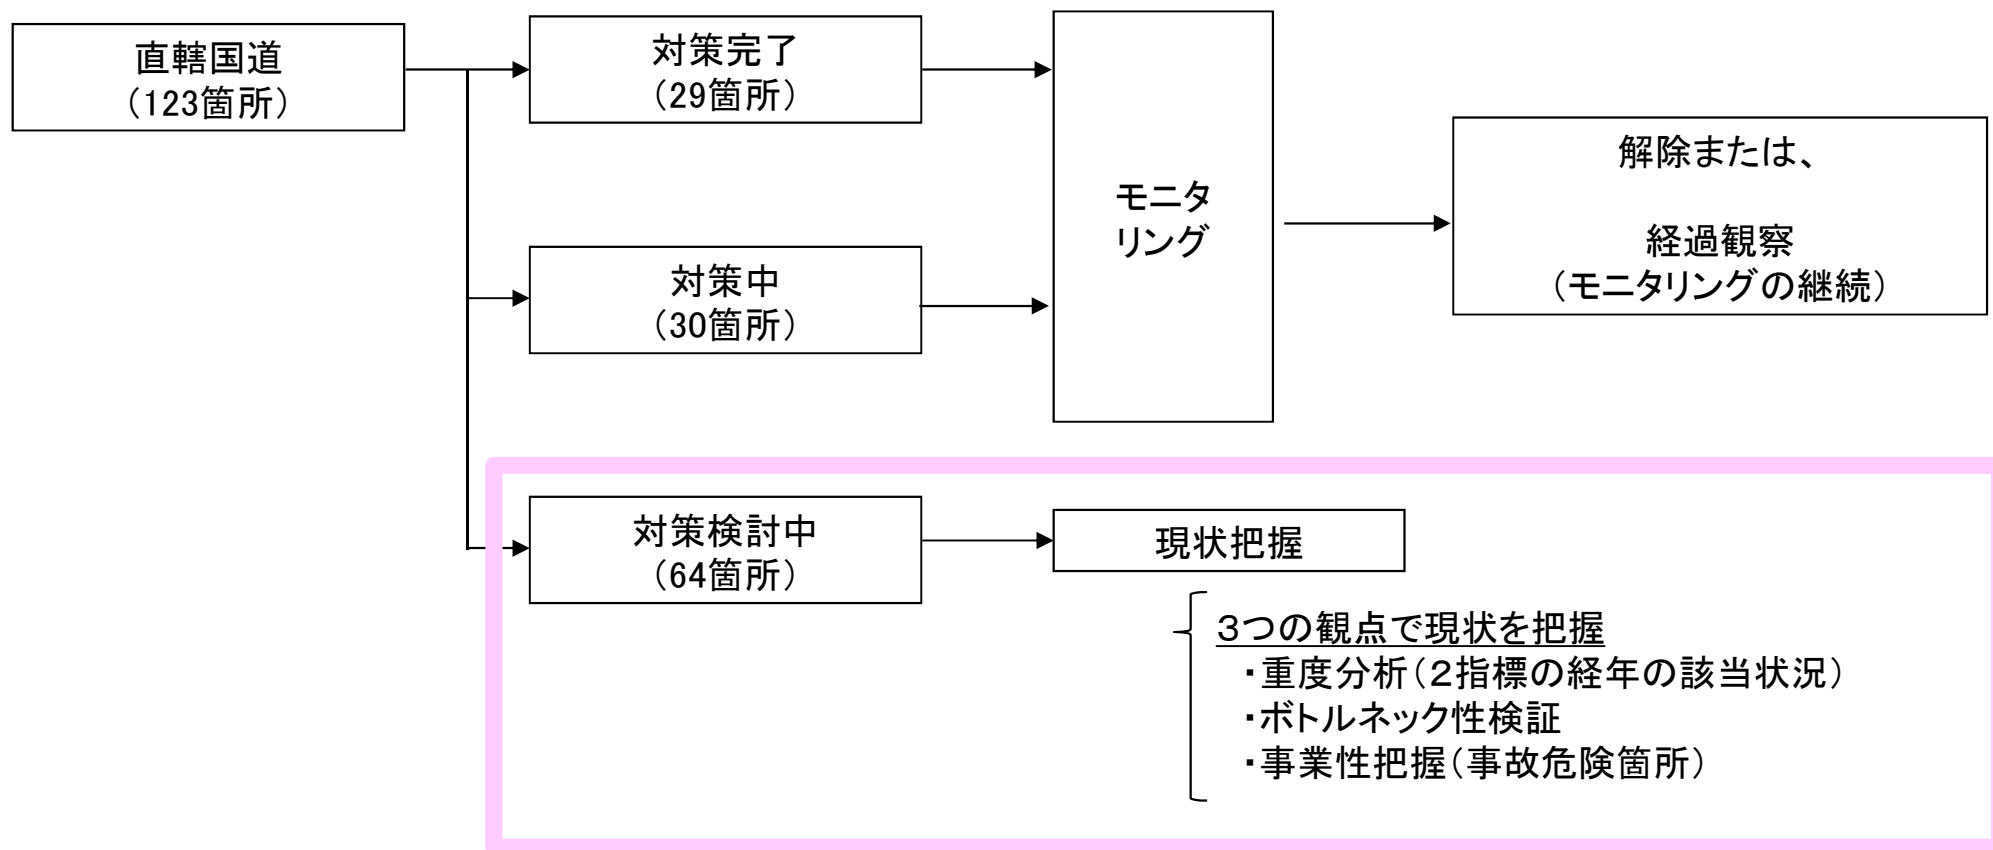 直轄国道
（123箇所）
対策完了
（29箇所）
対策中
（30箇所）
モニタ
リング
解除または、
経過観察
（モニタリングの継続）
対策検討中
（64箇所）
現状把握
３つの観点で現状を把握
・重度分析（２指標の経年の該当状況）
・ボトルネック性検証
・事業性把握（事故危険箇所）